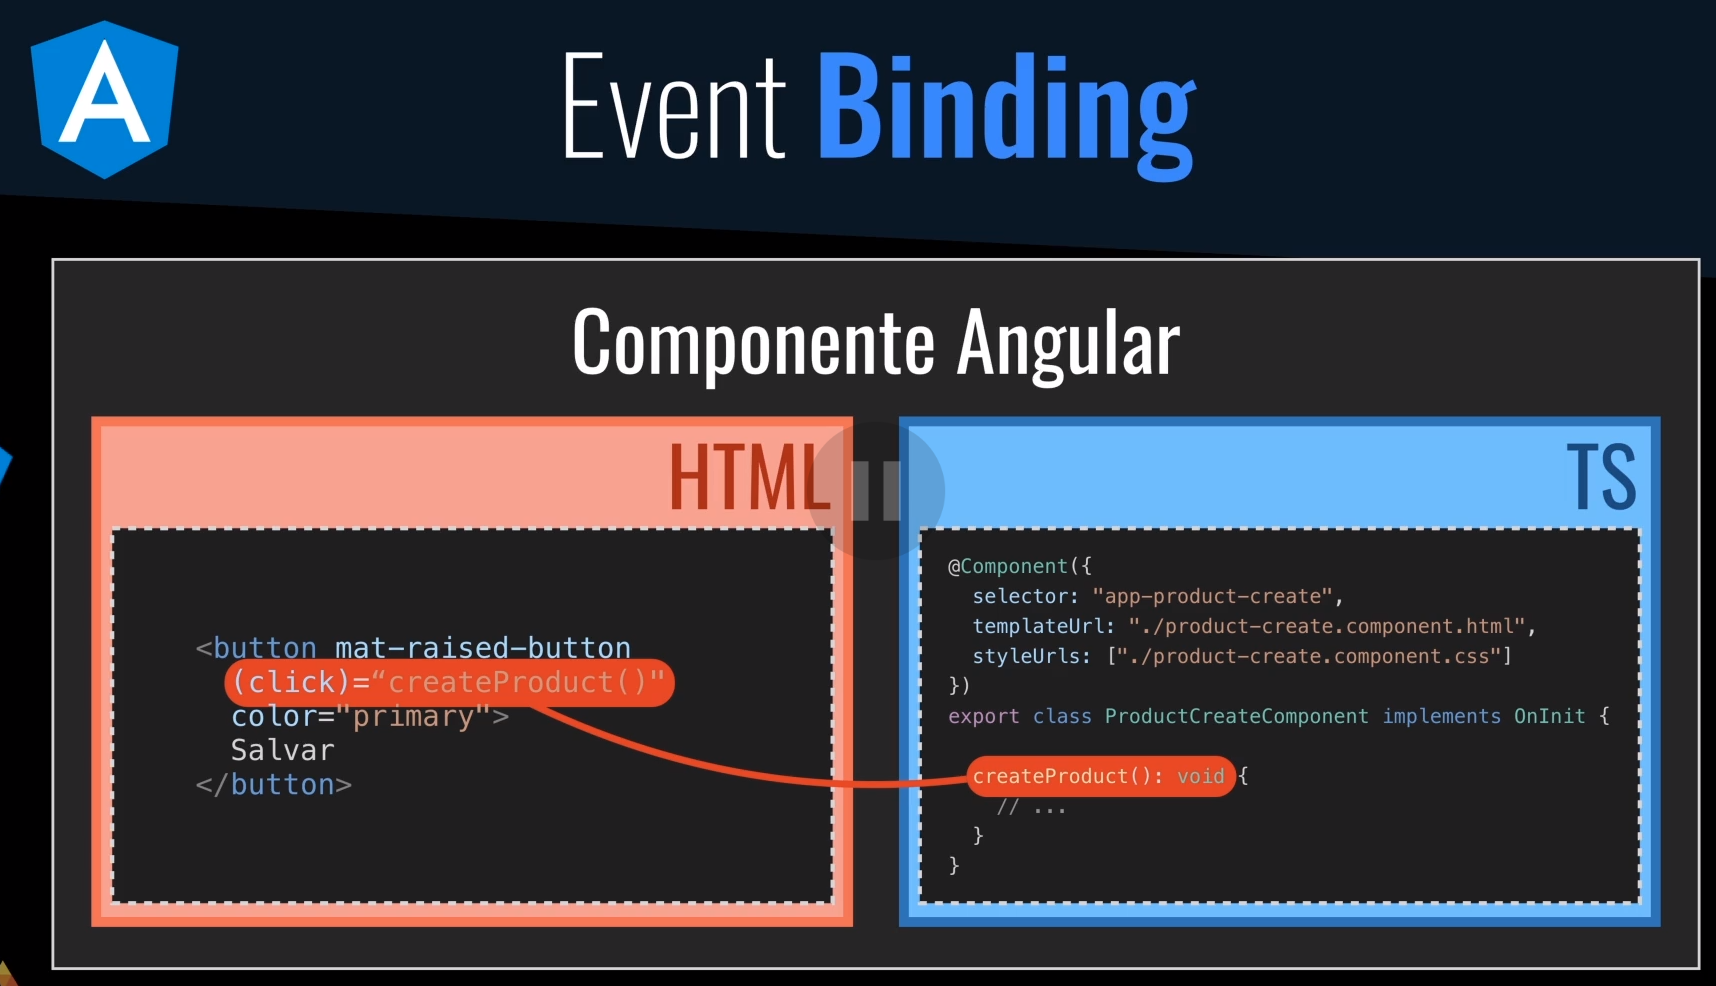 A
Event Binding
Componente Angular
HTML
<button mat-raised-button
(click)=“createProduct()"
color="primary">
Salvar
</button>
TS
@Component({
selector: "app-product-create",
templateUrl: "./product-create.component.html",
styleUrls: ["./product-create.component.css"]
})
export class ProductCreateComponent implements OnInit {
createProduct(): void {
// ...
}
}